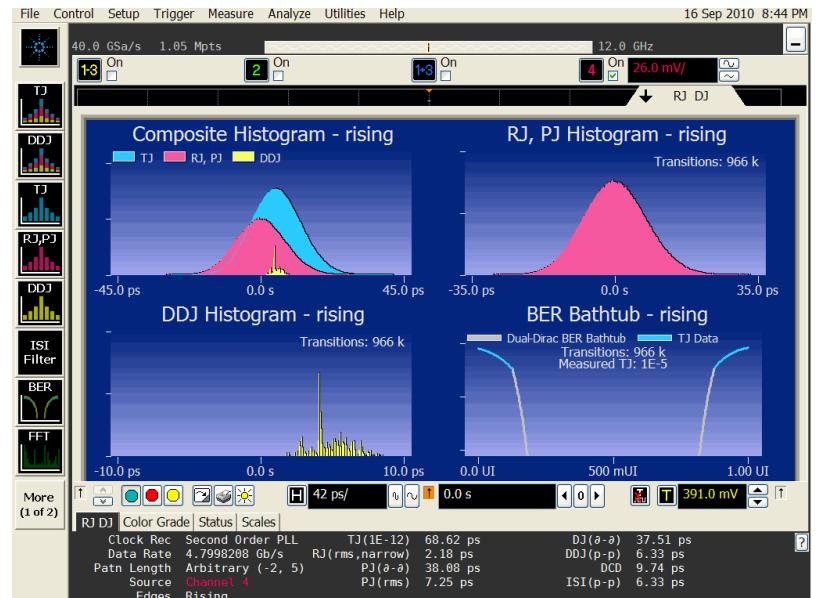 File Control Setup Trigger Measure Analyze Utilities Help 16 Sep 2010 8:44 PM
40.0 GSa/s 1.05 Mpts 12.0 GHz
1-3 On 2 On 1+3 On 4 On 26.0 mV/
RJ DJ
TJ
DDJ
TJ
RJ,PJ
DDJ
ISI
Filter
BER
FFT
More
(1 of 2)
Composite Histogram - rising
TJ RJ, PJ DDJ
-45.0 ps 0.0 s 45.0 ps
RJ, PJ Histogram - rising
Transitions: 966 k
-35.0 ps 0.0 s 35.0 ps
DDJ Histogram - rising
Transitions: 966 k
-10.0 ps 0.0 s 10.0 ps
BER Bathtub - rising
Dual-Dirac BER Bathtub TJ Data
Transitions: 966 k
Measured TJ: 1E-5
0.0 UI 500 mUI 1.00 UI
H 42 ps/ 0.0 s 0 T 391.0 mV
RJ DJ Color Grade Status Scales
Clock Rec Second Order PLL TJ(1E-12) 68.62 ps DJ(∂-∂) 37.51 ps ?
Data Rate 4.7998208 Gb/s RJ(rms,narrow) 2.18 ps DDJ(p-p) 6.33 ps
Patn Length Arbitrary (-2, 5) PJ(∂-∂) 38.08 ps DCD 9.74 ps
Source Channel 4 PJ(rms) 7.25 ps ISI(p-p) 6.33 ps
Edges Rising